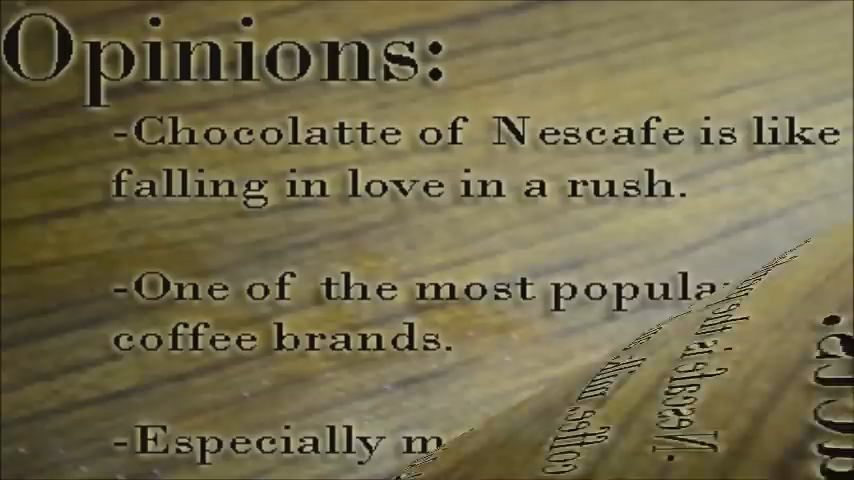 Opinions:
-Chocolatte of Nescafe is like
falling in love in a rush.
-One of the most popula
coffee brands.
-Especially m